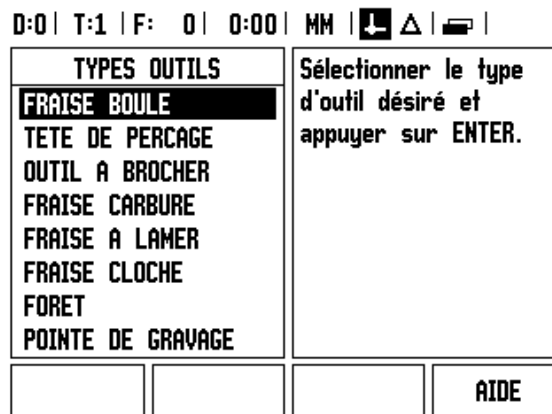 D:0 | T:1 | F: 0 | 0:00 | MM
TYPES OUTILS
FRAISE BOULE
TETE DE PERCAGE
OUTIL A BROCHER
FRAISE CARBURE
FRAISE A LAMER
FRAISE CLOCHE
FORET
POINTE DE GRAVAGE
Sélectionner le type
d'outil désiré et
appuyer sur ENTER.
AIDE